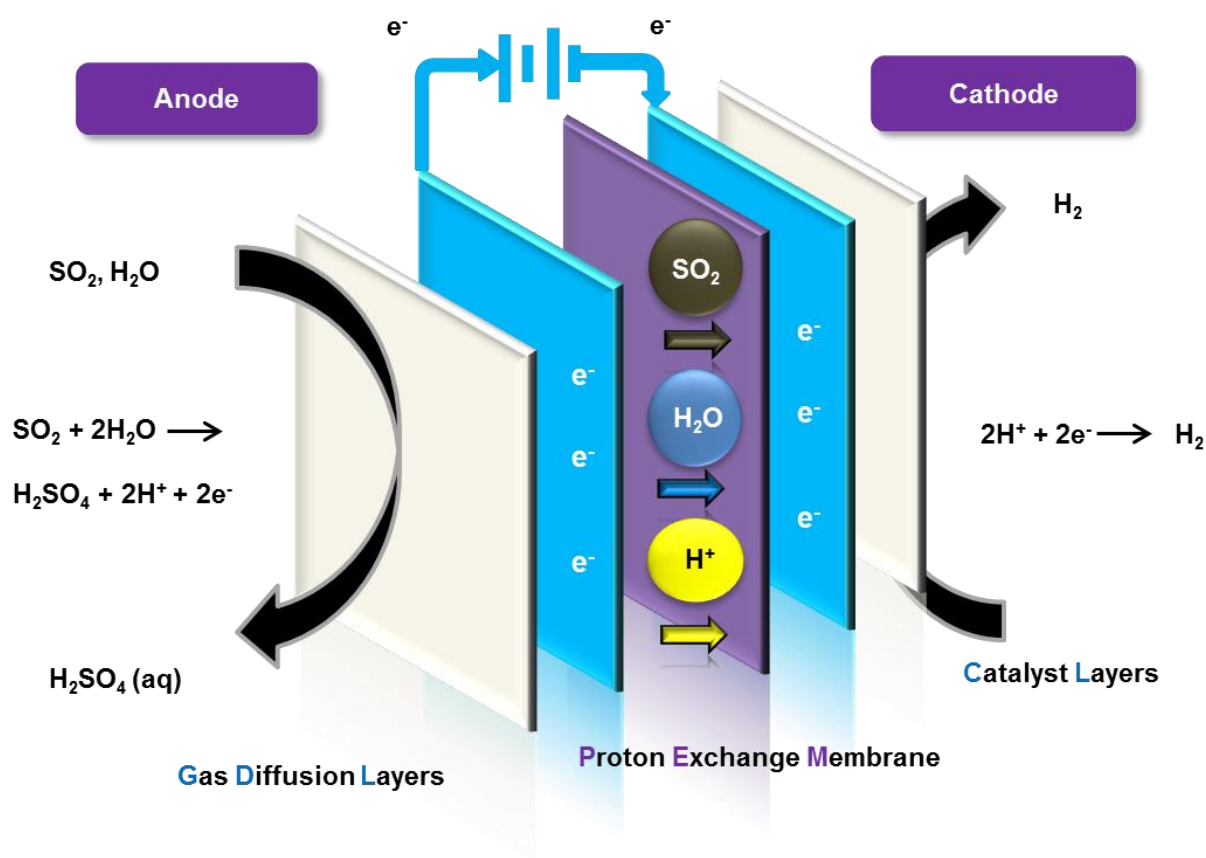 e⁻ e⁻
Anode
Cathode
SO₂, H₂O
SO₂ + 2H₂O ⟶
H₂SO₄ + 2H⁺ + 2e⁻
H₂SO₄ (aq)
Gas Diffusion Layers
e⁻
e⁻
e⁻
SO₂
H₂O
H⁺
Proton Exchange Membrane
e⁻
e⁻
e⁻
H₂
2H⁺ + 2e⁻ ⟶ H₂
Catalyst Layers